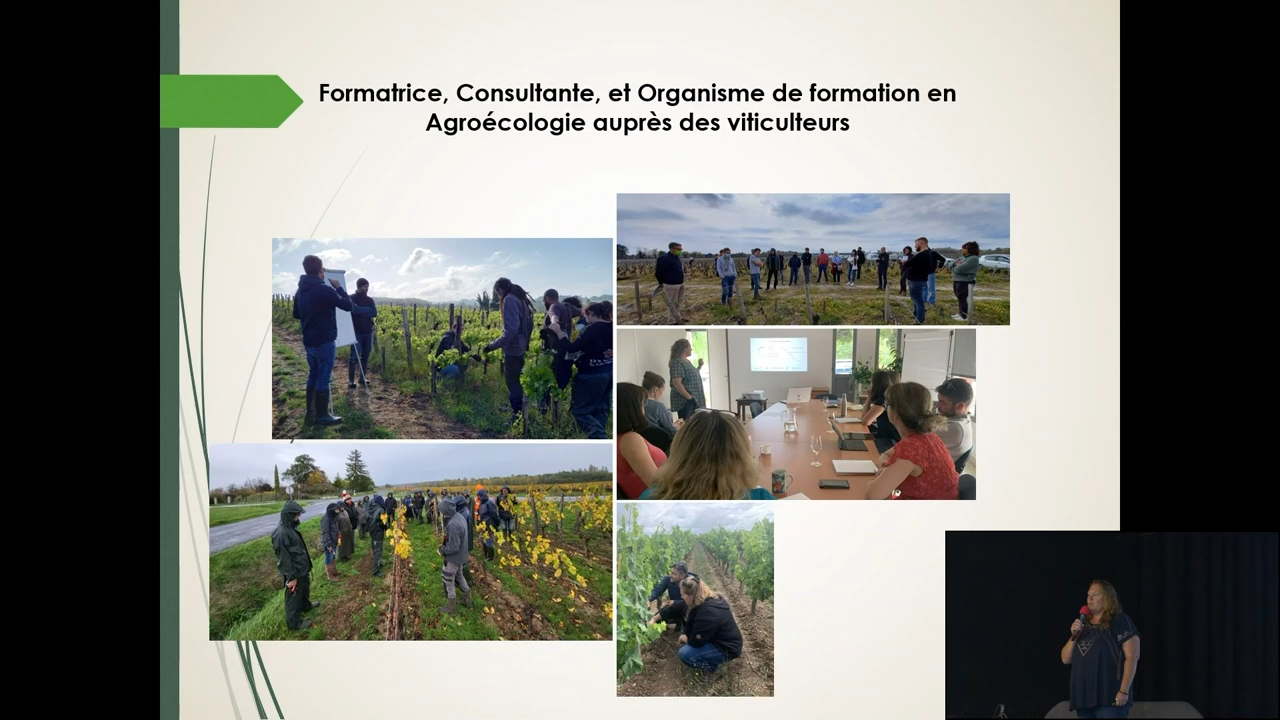 Formatrice, Consultante, et Organisme de formation en
Agroécologie auprès des viticulteurs